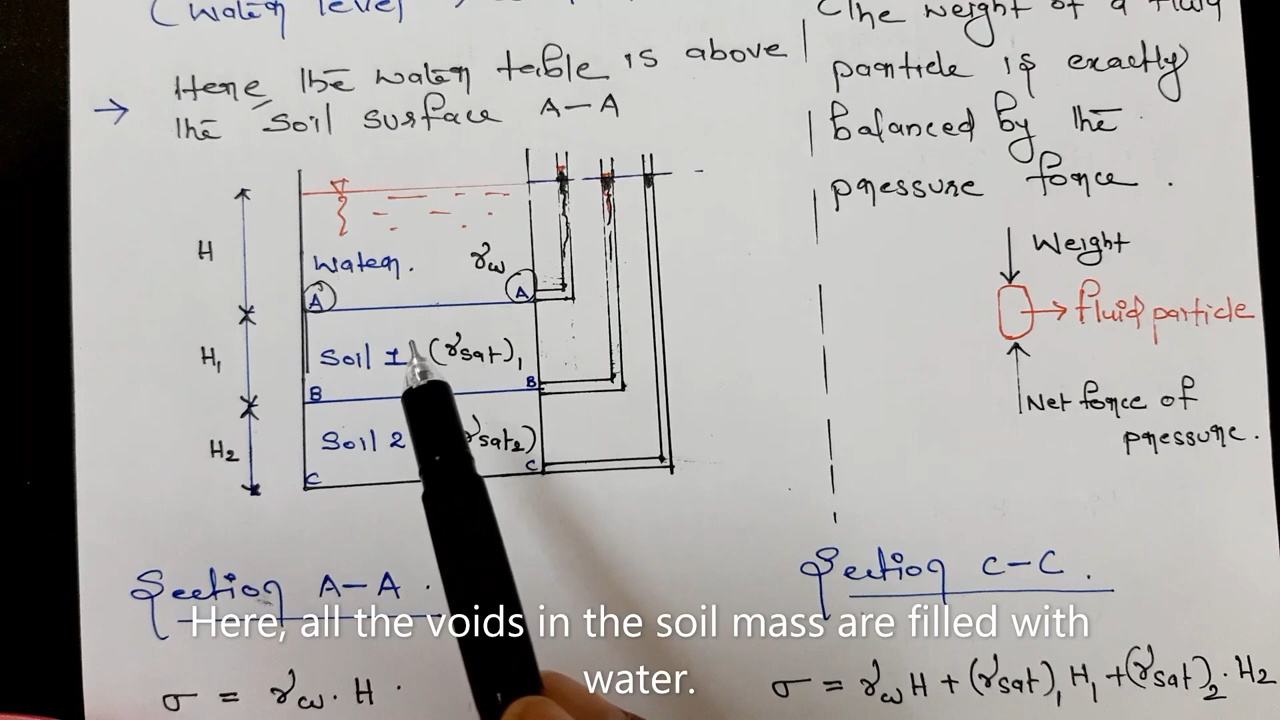 (Water level
Here, the water table is above
→ the soil surface A-A
H
Water. γw
A A
H₁
Soil 1 (γsat)₁
B B
H₂
Soil 2 γsat₂)
C C
Section A-A.
σ = γw. H.
The weight of a fluid
particle is exactly
balanced by the
pressure force.
Weight
fluid particle
Net force of
pressure.
Section C-C.
σ = γw H + (γsat)₁ H₁ + (γsat)₂. H₂
Here, all the voids in the soil mass are filled with
water.